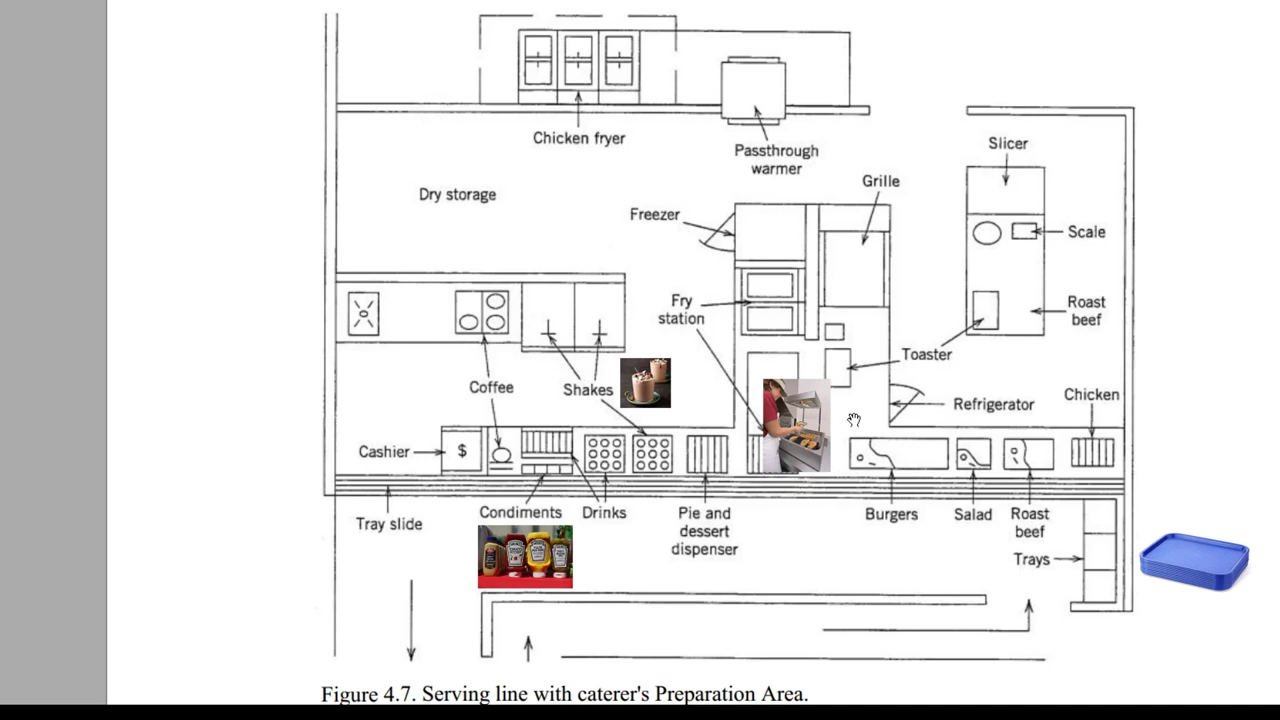 Chicken fryer
Passthrough
warmer
Slicer
Dry storage
Grille
Freezer
Scale
Fry
station
Roast
beef
Toaster
Coffee
Shakes
Refrigerator
Chicken
Cashier
$
Tray slide
Condiments
Drinks
Pie and
dessert
dispenser
Burgers
Salad
Roast
beef
Trays
Figure 4.7. Serving line with caterer's Preparation Area.